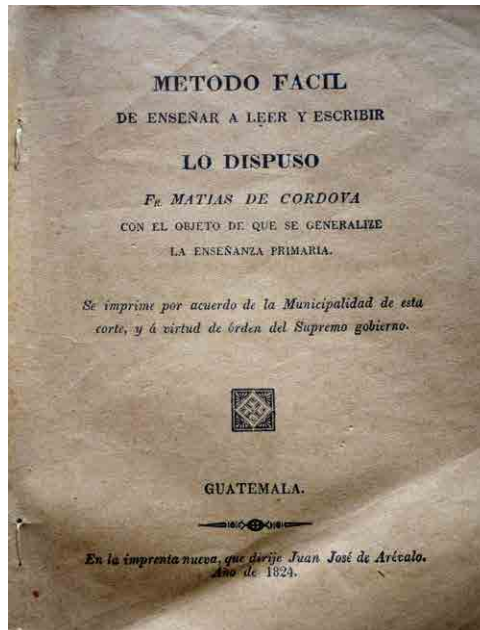 METODO FACIL
DE ENSEÑAR A LEER Y ESCRIBIR
LO DISPUSO
FR. MATIAS DE CORDOVA
CON EL OBJETO DE QUE SE GENERALIZE
LA ENSEÑANZA PRIMARIA.
Se imprime por acuerdo de la Municipalidad de esta
corte, y á virtud de órden del Supremo gobierno.
GUATEMALA.
En la imprenta nueva, que dirije Juan José de Arévalo.
Año de 1824.